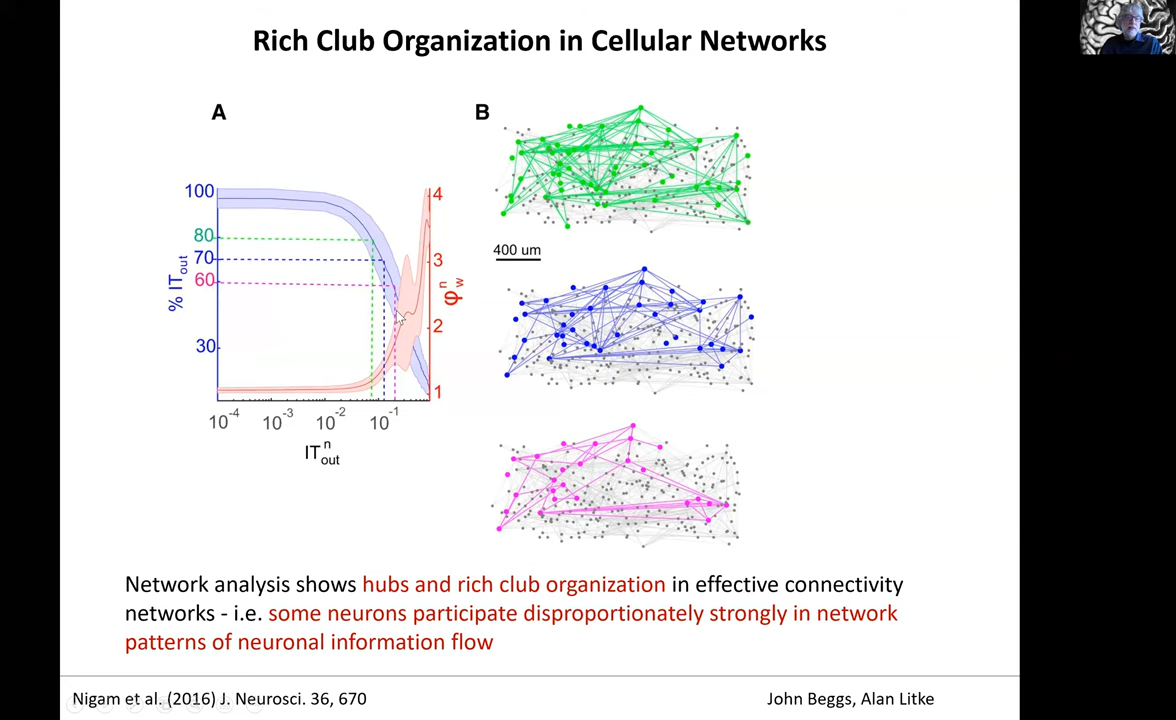 Rich Club Organization in Cellular Networks
A
B
100
80
70
60
30
% IT_out
4
3
2
1
φ^n_w
10^-4
10^-3
10^-2
10^-1
IT^n_out
400 um
Network analysis shows hubs and rich club organization in effective connectivity
networks - i.e. some neurons participate disproportionately strongly in network
patterns of neuronal information flow
Nigam et al. (2016) J. Neurosci. 36, 670
John Beggs, Alan Litke